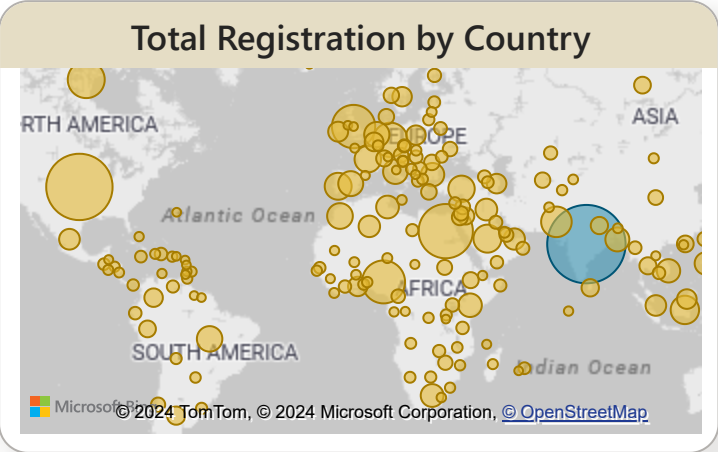 Total Registration by Country
RTH AMERICA
EUROPE
ASIA
Atlantic Ocean
AFRICA
SOUTH AMERICA
Indian Ocean
Microsoft Bing
© 2024 TomTom, © 2024 Microsoft Corporation, © OpenStreetMap